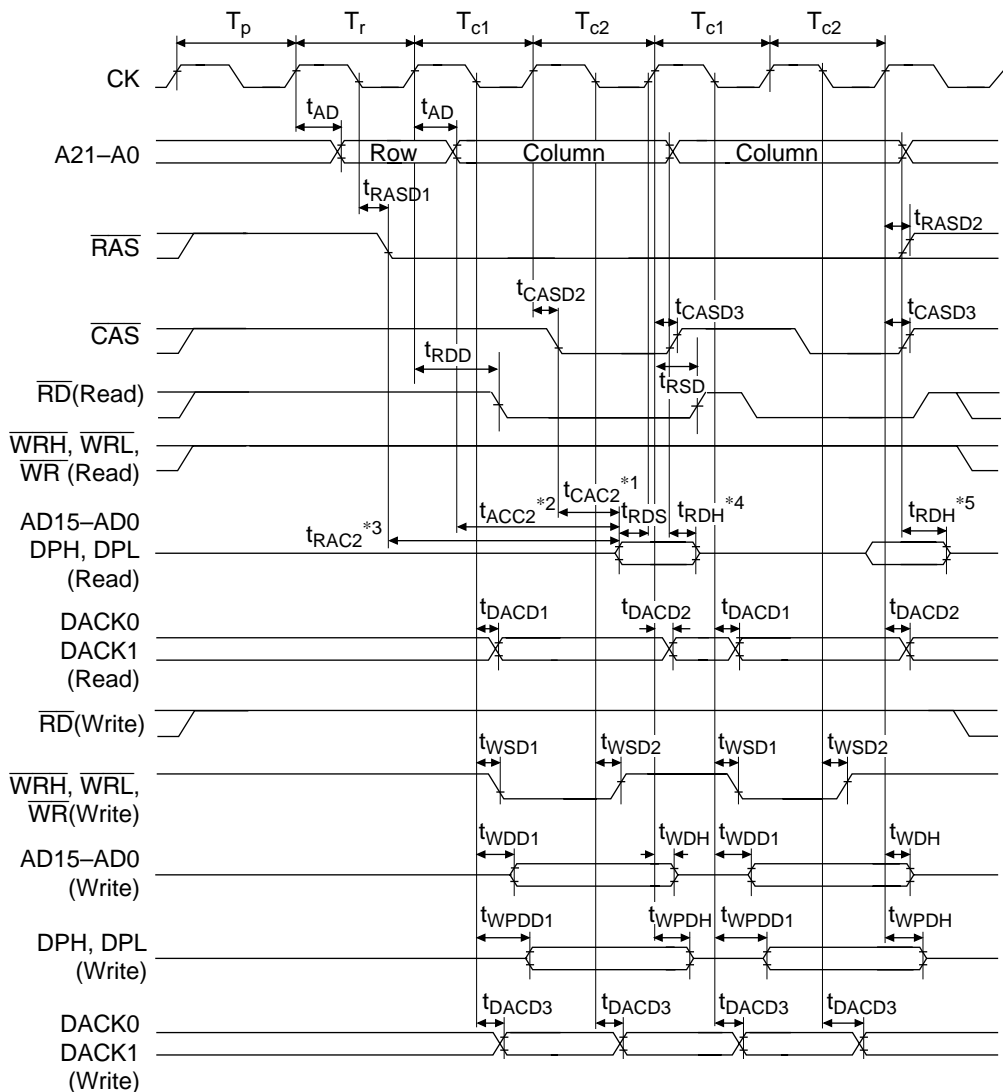 Tp Tr Tc1 Tc2 Tc1 Tc2
CK
tAD tAD
A21–A0 Row Column Column
tRASD1 tRASD2
RAS
tCASD2 tCASD3 tCASD3
CAS
tRDD tRSD
RD(Read)
WRH, WRL,
WR (Read)
tCAC2*1
AD15–AD0 tACC2*2 tRDS tRDH*4 tRDH*5
DPH, DPL tRAC2*3
(Read)
DACK0 tDACD1 tDACD2 tDACD1 tDACD2
DACK1
(Read)
RD(Write)
tWSD1 tWSD2 tWSD1 tWSD2
WRH, WRL,
WR(Write)
AD15–AD0 tWDD1 tWDH tWDD1 tWDH
(Write)
DPH, DPL tWPDD1 tWPDH tWPDD1 tWPDH
(Write)
DACK0 tDACD3 tDACD3 tDACD3 tDACD3
DACK1
(Write)